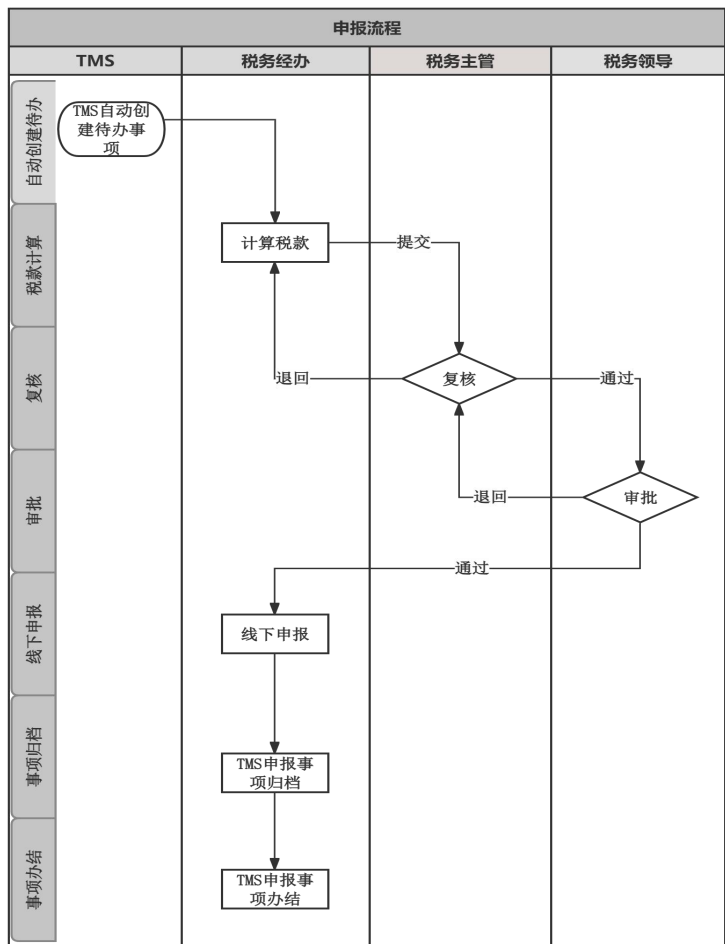 申报流程
TMS
税务经办
税务主管
税务领导
自动创建待办
TMS自动创
建待办事
项
税款计算
计算税款
提交
复核
退回
复核
通过
审批
退回
审批
通过
线下申报
线下申报
事项归档
TMS申报事
项归档
事项办结
TMS申报事
项办结